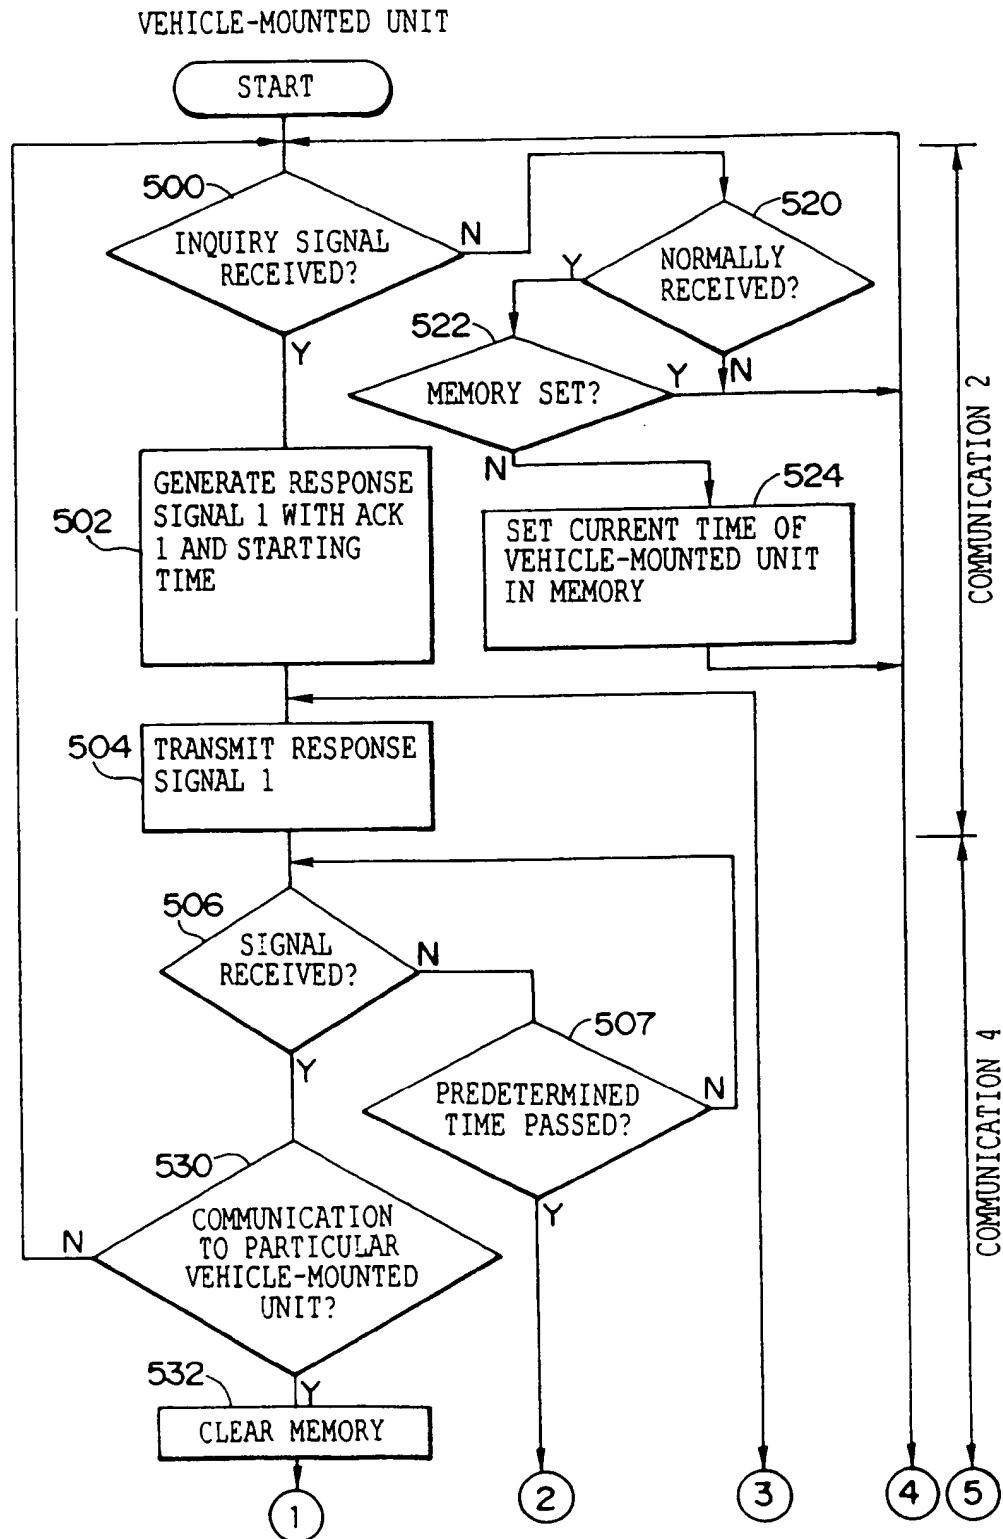 VEHICLE-MOUNTED UNIT
START
500
INQUIRY SIGNAL
RECEIVED?
N
Y
520
NORMALLY
RECEIVED?
Y
N
522
MEMORY SET?
Y
N
502
GENERATE RESPONSE
SIGNAL 1 WITH ACK
1 AND STARTING
TIME
524
SET CURRENT TIME OF
VEHICLE-MOUNTED UNIT
IN MEMORY
COMMUNICATION 2
504
TRANSMIT RESPONSE
SIGNAL 1
506
SIGNAL
RECEIVED?
N
Y
507
PREDETERMINED
TIME PASSED?
N
Y
530
COMMUNICATION
TO PARTICULAR
VEHICLE-MOUNTED
UNIT?
N
Y
COMMUNICATION 4
532
CLEAR MEMORY
1
2
3
4
5